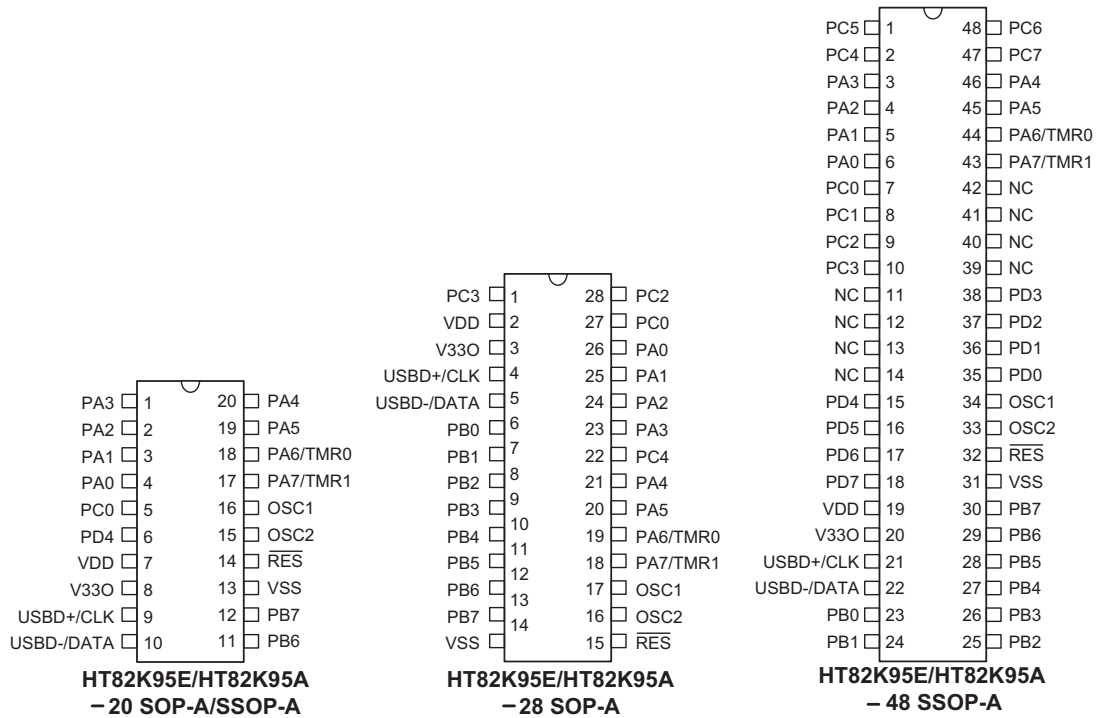 PA3 1 20 PA4
PA2 2 19 PA5
PA1 3 18 PA6/TMR0
PA0 4 17 PA7/TMR1
PC0 5 16 OSC1
PD4 6 15 OSC2
VDD 7 14 RES
V33O 8 13 VSS
USBD+/CLK 9 12 PB7
USBD-/DATA 10 11 PB6
HT82K95E/HT82K95A
– 20 SOP-A/SSOP-A
PC3 1 28 PC2
VDD 2 27 PC0
V33O 3 26 PA0
USBD+/CLK 4 25 PA1
USBD-/DATA 5 24 PA2
PB0 6 23 PA3
PB1 7 22 PC4
PB2 8 21 PA4
PB3 9 20 PA5
PB4 10 19 PA6/TMR0
PB5 11 18 PA7/TMR1
PB6 12 17 OSC1
PB7 13 16 OSC2
VSS 14 15 RES
HT82K95E/HT82K95A
– 28 SOP-A
PC5 1 48 PC6
PC4 2 47 PC7
PA3 3 46 PA4
PA2 4 45 PA5
PA1 5 44 PA6/TMR0
PA0 6 43 PA7/TMR1
PC0 7 42 NC
PC1 8 41 NC
PC2 9 40 NC
PC3 10 39 NC
NC 11 38 PD3
NC 12 37 PD2
NC 13 36 PD1
NC 14 35 PD0
PD4 15 34 OSC1
PD5 16 33 OSC2
PD6 17 32 RES
PD7 18 31 VSS
VDD 19 30 PB7
V33O 20 29 PB6
USBD+/CLK 21 28 PB5
USBD-/DATA 22 27 PB4
PB0 23 26 PB3
PB1 24 25 PB2
HT82K95E/HT82K95A
– 48 SSOP-A